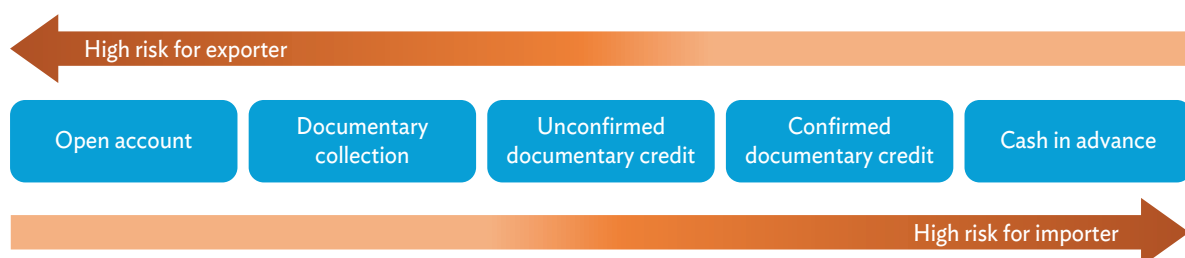 High risk for exporter
Open account
Documentary
collection
Unconfirmed
documentary credit
Confirmed
documentary credit
Cash in advance
High risk for importer